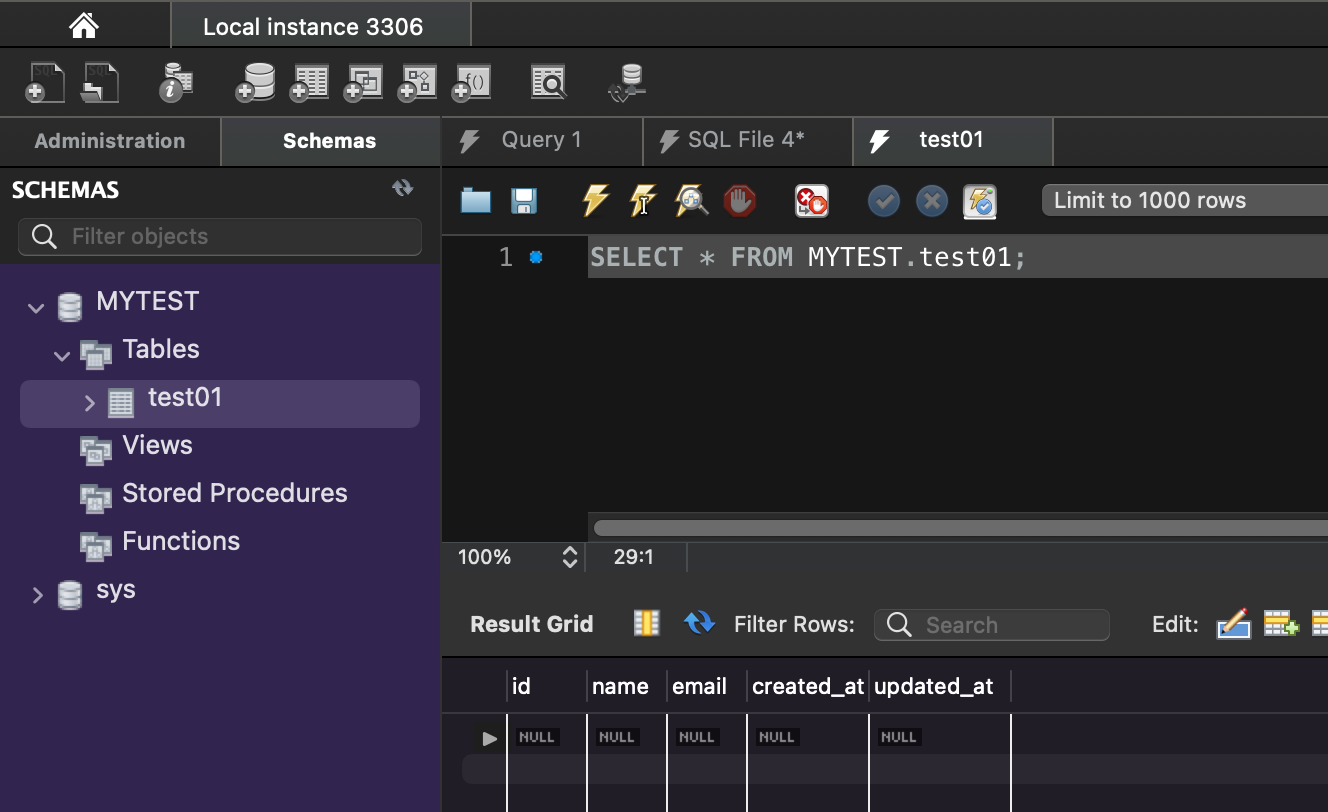 Local instance 3306
SQL
SQL
i
f()
Administration
Schemas
Query 1
SQL File 4*
test01
SCHEMAS
Filter objects
Limit to 1000 rows
1
SELECT * FROM MYTEST.test01;
MYTEST
Tables
test01
Views
Stored Procedures
Functions
sys
100%
29:1
Result Grid
Filter Rows:
Search
Edit:
id name email created_at updated_at
NULL NULL NULL NULL NULL